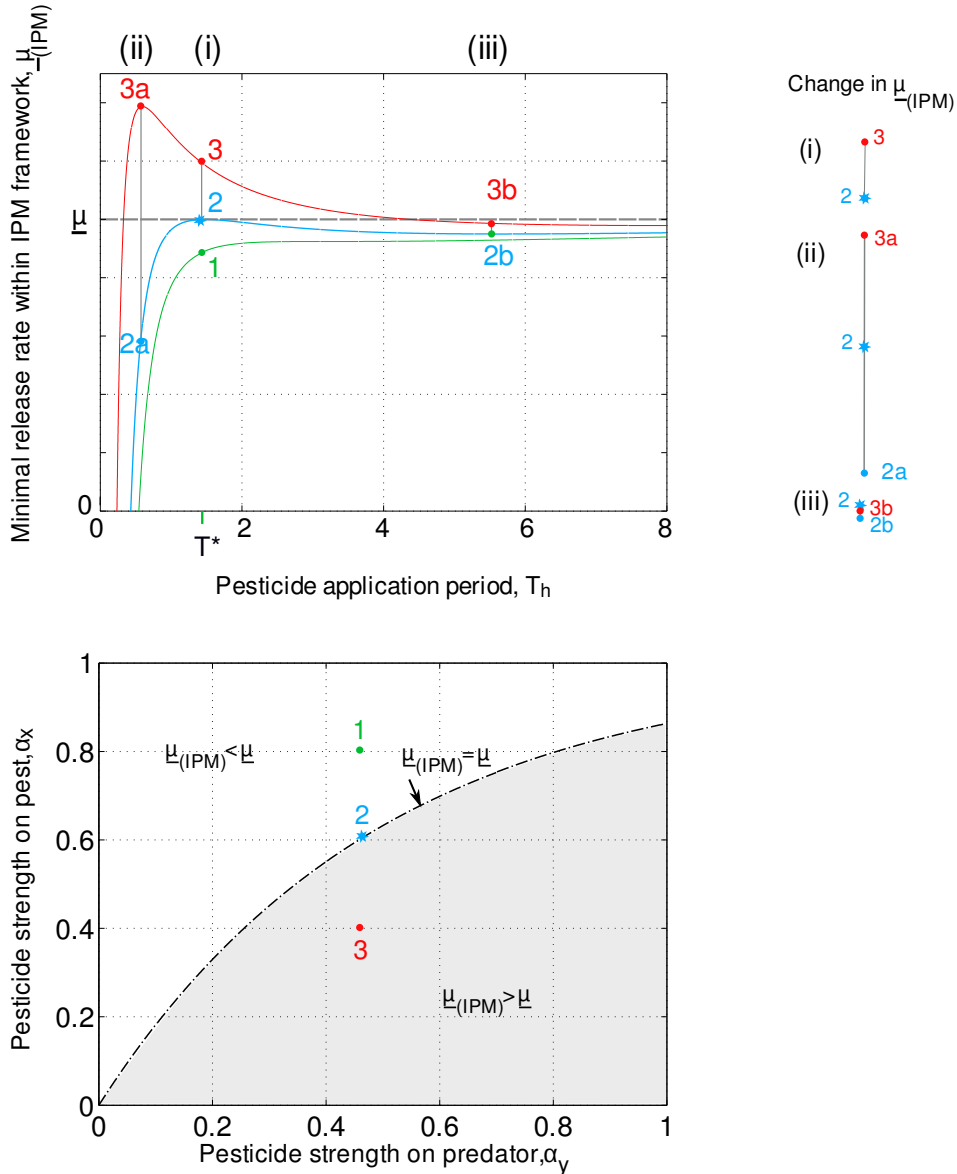 (ii) (i) (iii)
Minimal release rate within IPM framework, μ(IPM)
3a
3
3b
μ
2
2b
1
2a
0
0 2 4 6 8
T*
Pesticide application period, Th
Change in μ(IPM)
(i)
3
2
(ii)
3a
2
2a
(iii)
2
3b
2b
Pesticide strength on pest,αx
1
0.8
0.6
0.4
0.2
0
1
μ(IPM)<μ
μ(IPM)=μ
2
3
μ(IPM)>μ
0 0.2 0.4 0.6 0.8 1
Pesticide strength on predator,αy